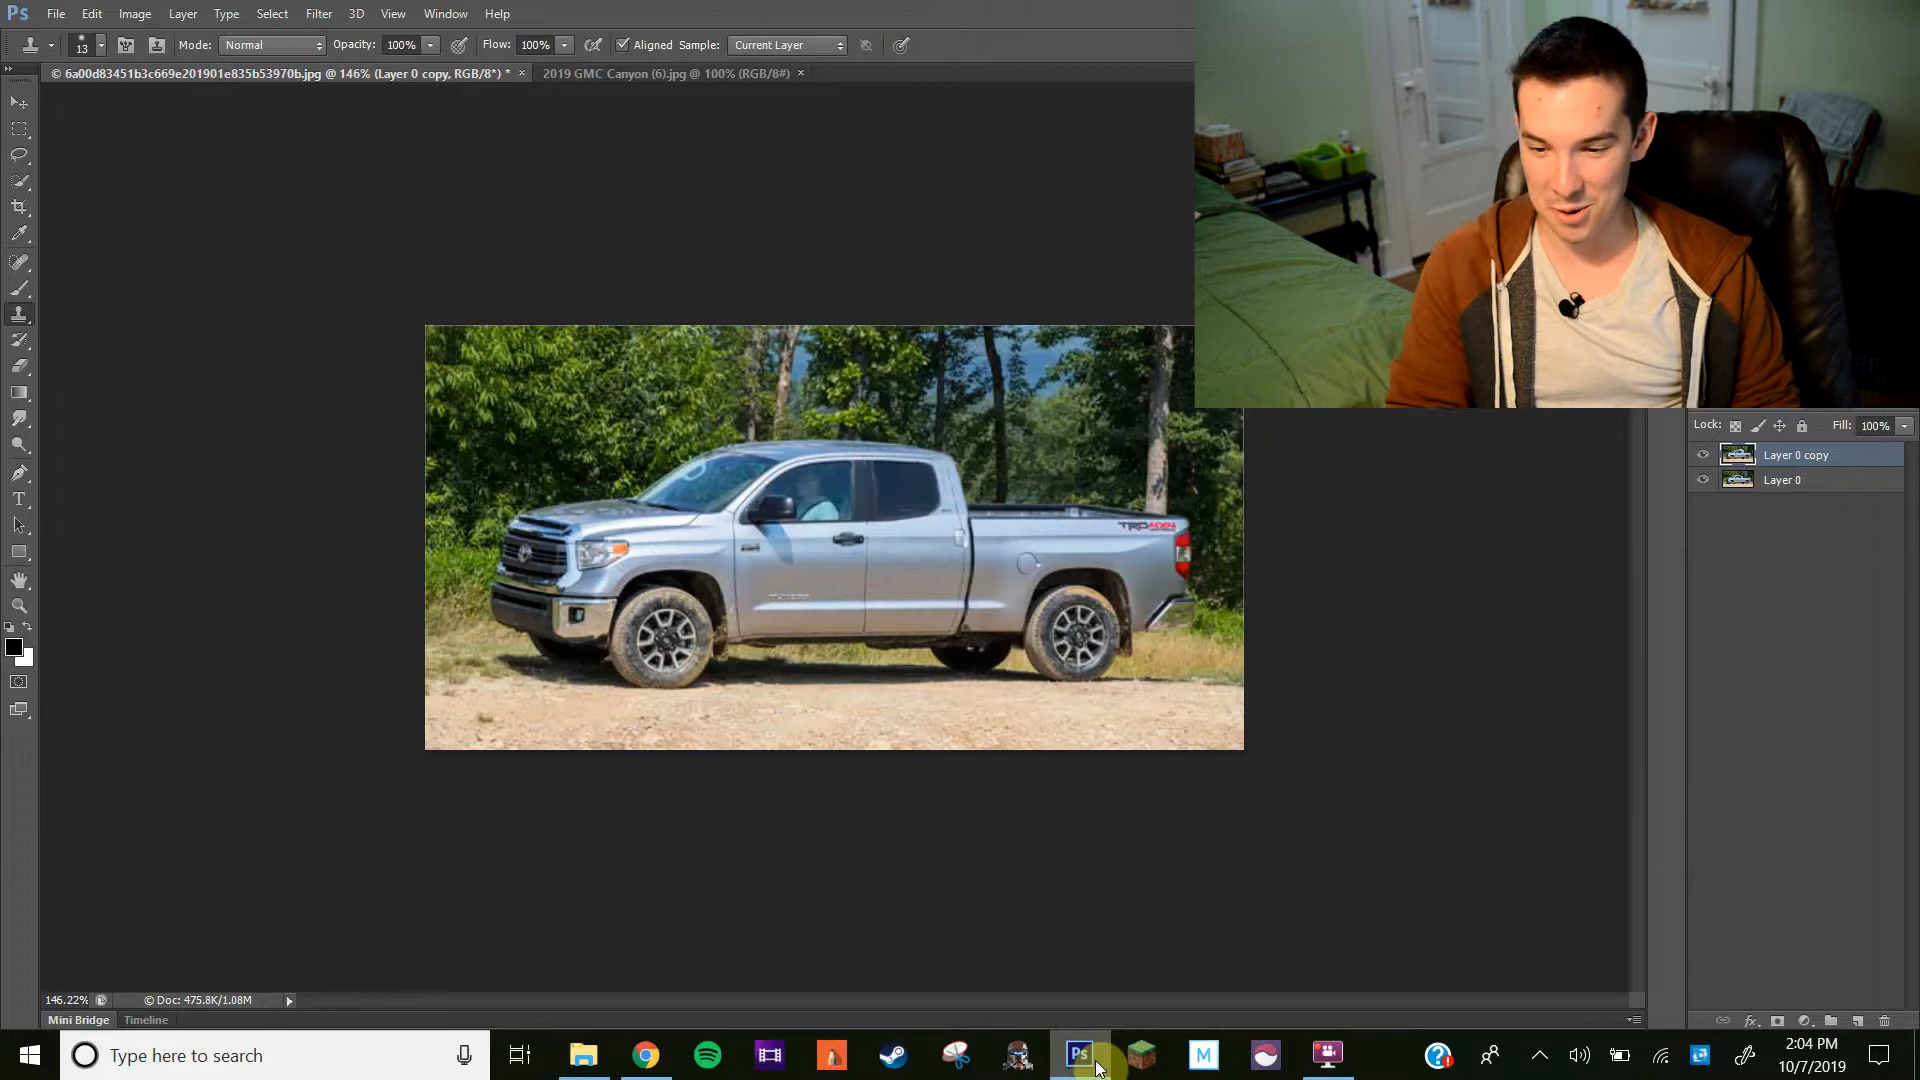 Ps File Edit Image Layer Type Select Filter 3D View Window Help
13 Mode: Normal Opacity: 100% Flow: 100% Aligned Sample: Current Layer
© 6a00d83451b3c669e201901e835b53970b.jpg @ 146% (Layer 0 copy, RGB/8*) * × 2019 GMC Canyon (6).jpg @ 100% (RGB/8#) ×
Lock: Fill: 100%
Layer 0 copy
Layer 0
TRD 4X4
T
146.22% © Doc: 475.8K/1.08M
Mini Bridge Timeline
Type here to search
Ps
M
2:04 PM
10/7/2019